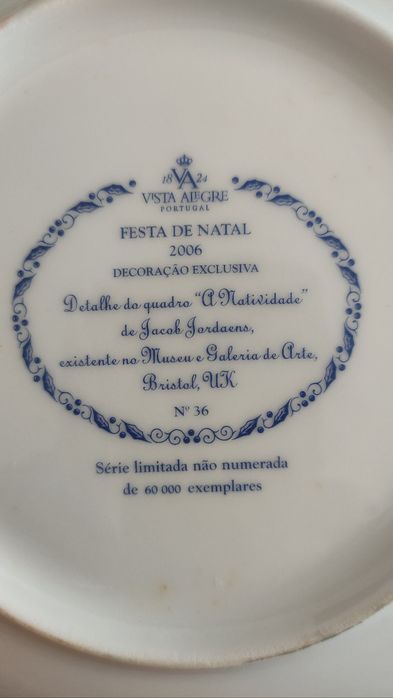 18 VA 24
VISTA ALEGRE
PORTUGAL
FESTA DE NATAL
2006
DECORAÇÃO EXCLUSIVA
Detalhe do quadro "A Natividade"
de Jacob Jordaens,
existente no Museu e Galeria de Arte,
Bristol, UK
Nº 36
Série limitada não numerada
de 60 000 exemplares